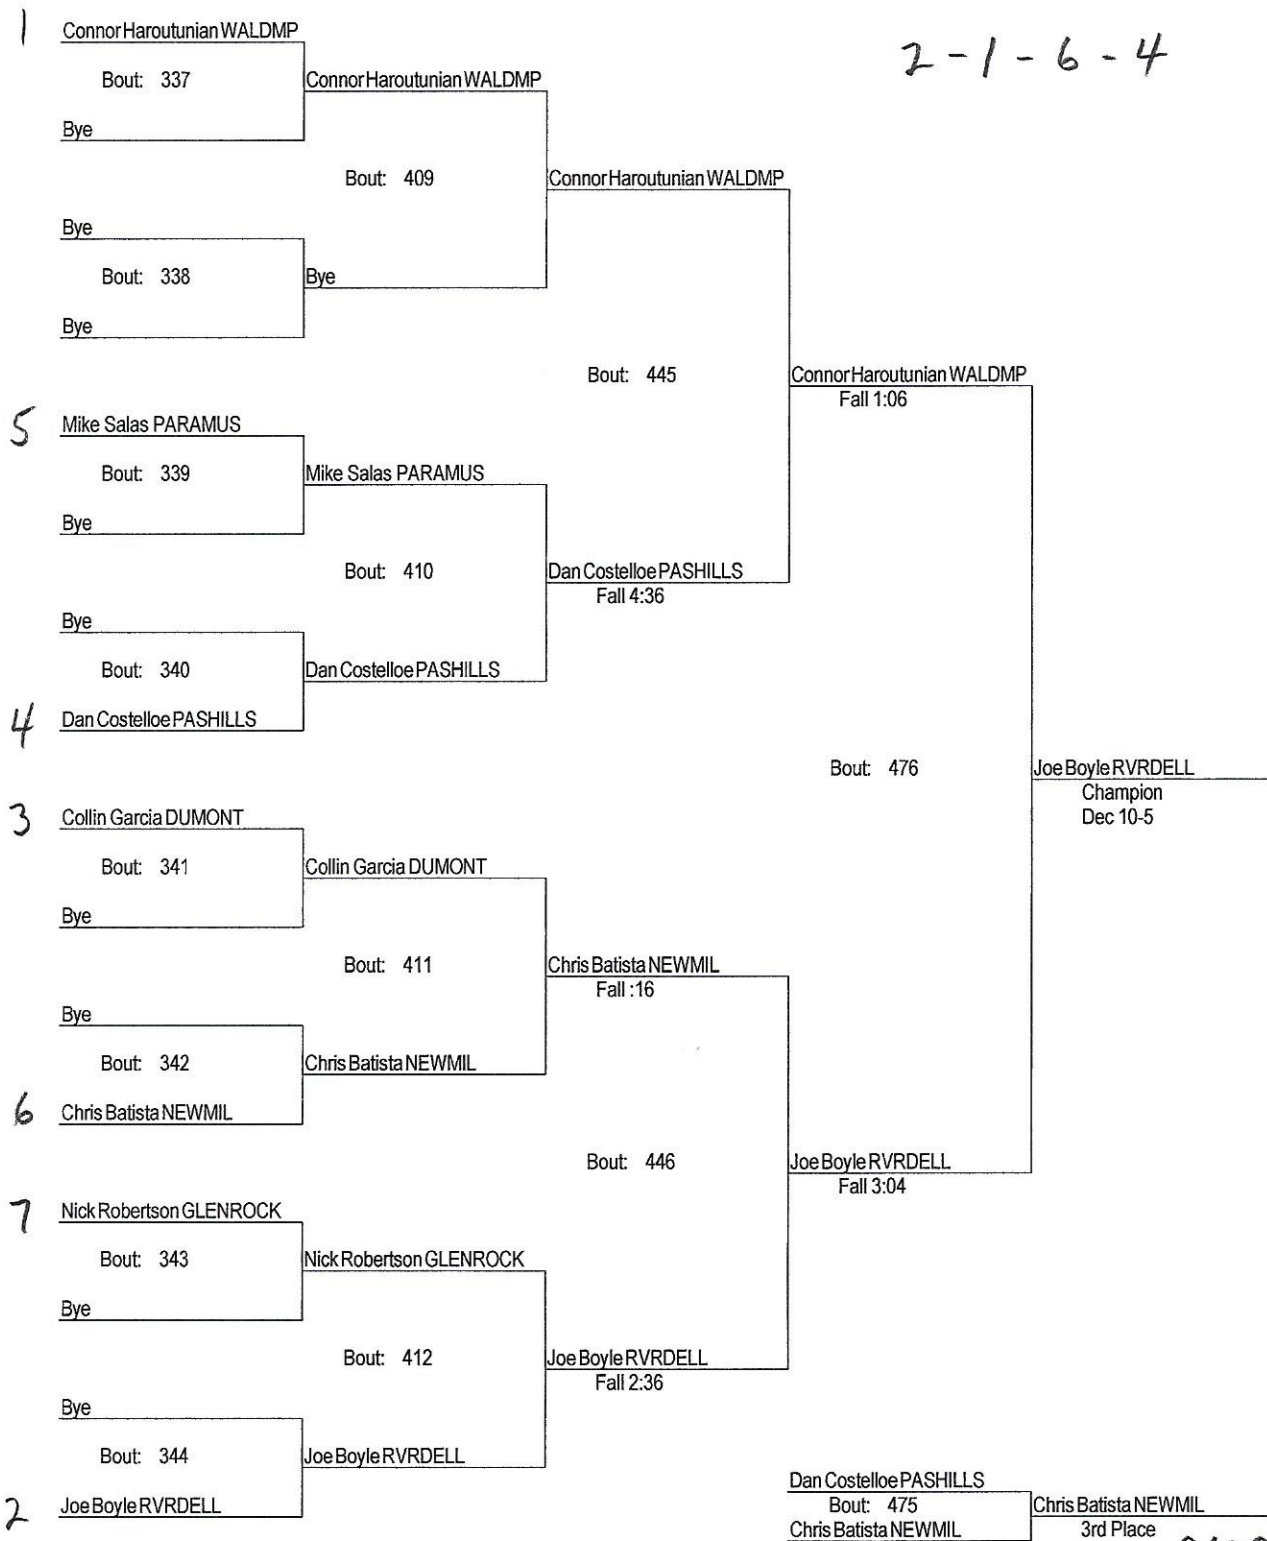 1 Connor Haroutunian WALDMP
2 - 1 - 6 - 4
Bout: 337
Connor Haroutunian WALDMP
Bye
Bout: 409
Connor Haroutunian WALDMP
Bye
Bout: 338
Bye
Bye
Bout: 445
Connor Haroutunian WALDMP
Fall 1:06
5 Mike Salas PARAMUS
Bout: 339
Mike Salas PARAMUS
Bye
Bout: 410
Dan Costelloe PASHILLS
Fall 4:36
Bye
Bout: 340
Dan Costelloe PASHILLS
4 Dan Costelloe PASHILLS
Bout: 476
Joe Boyle RVRDELL
Champion
Dec 10-5
3 Collin Garcia DUMONT
Bout: 341
Collin Garcia DUMONT
Bye
Bout: 411
Chris Batista NEWMIL
Fall :16
Bye
Bout: 342
Chris Batista NEWMIL
6 Chris Batista NEWMIL
Bout: 446
Joe Boyle RVRDELL
Fall 3:04
7 Nick Robertson GLENROCK
Bout: 343
Nick Robertson GLENROCK
Bye
Bout: 412
Joe Boyle RVRDELL
Fall 2:36
Bye
Bout: 344
Joe Boyle RVRDELL
2 Joe Boyle RVRDELL
Dan Costelloe PASHILLS
Bout: 475
Chris Batista NEWMIL
Chris Batista NEWMIL
3rd Place